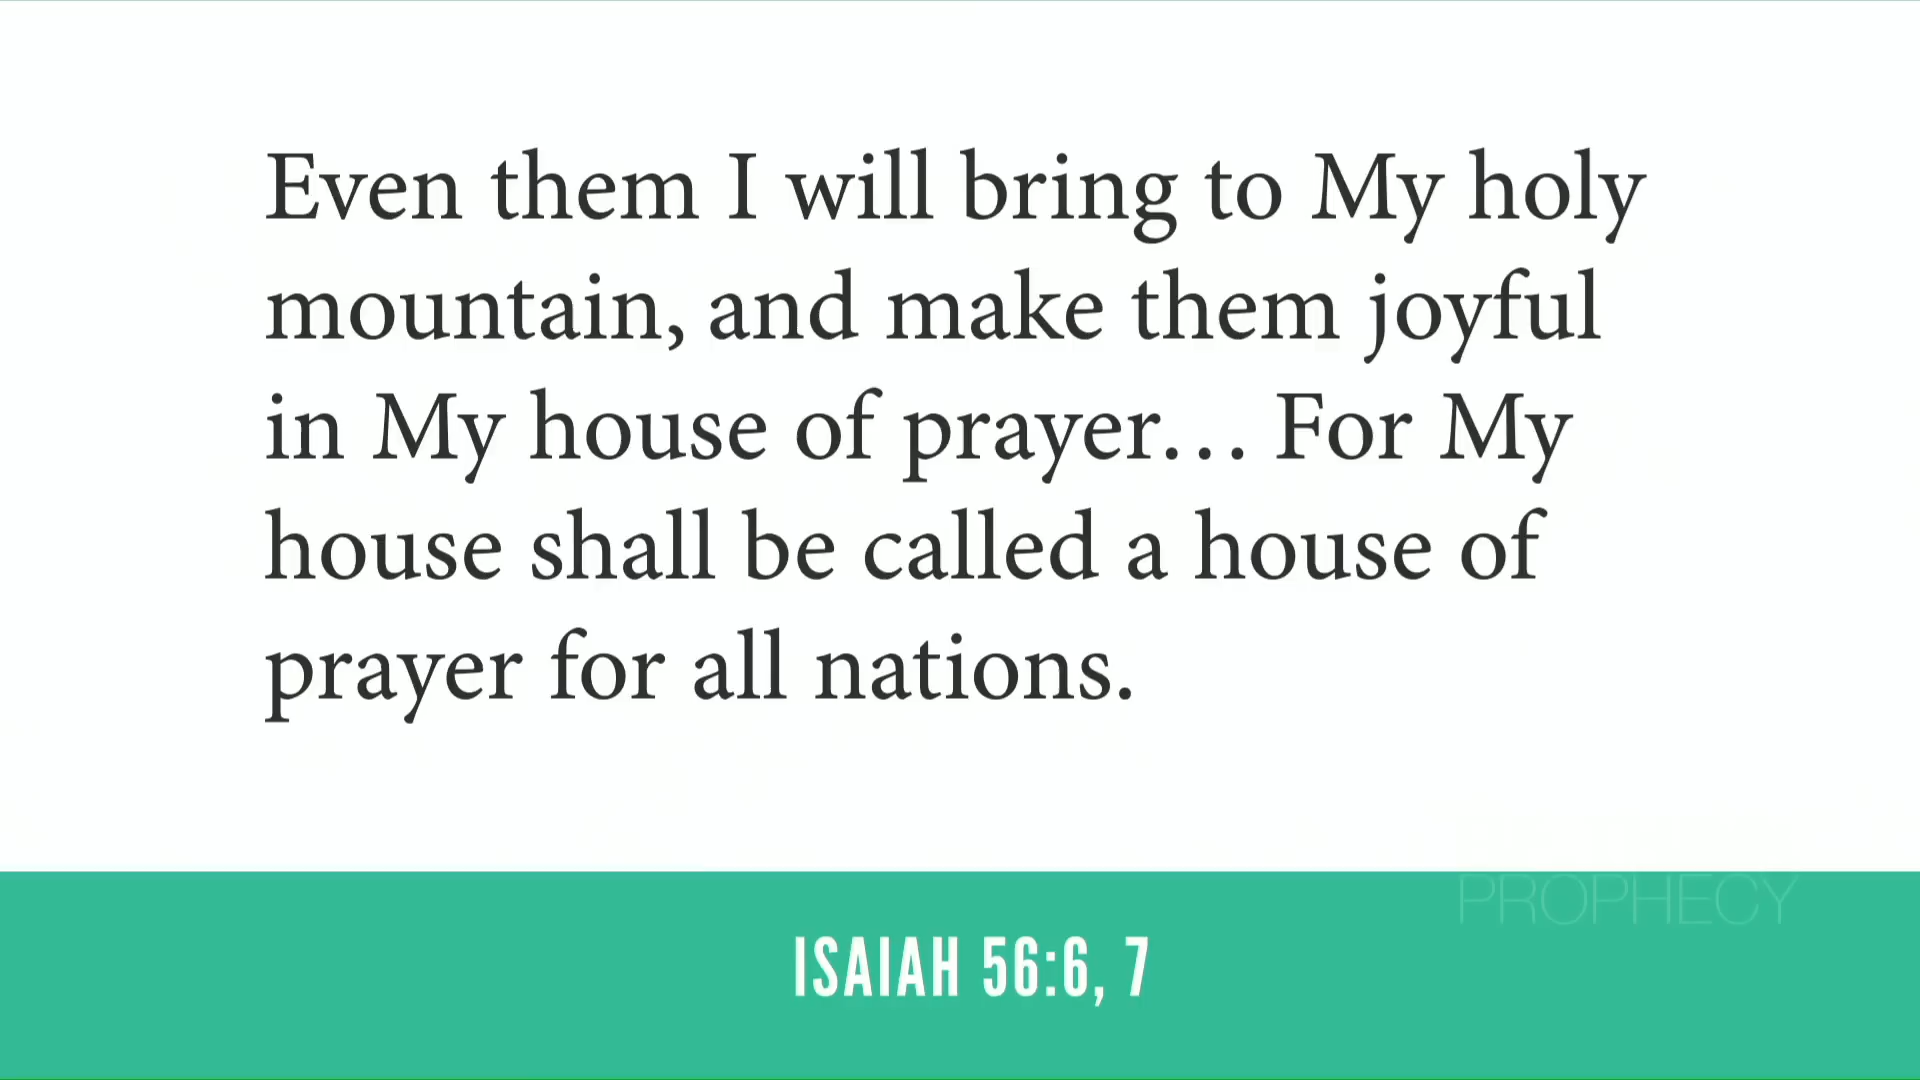 Even them I will bring to My holy
mountain, and make them joyful
in My house of prayer… For My
house shall be called a house of
prayer for all nations.
PROPHECY
ISAIAH 56:6, 7